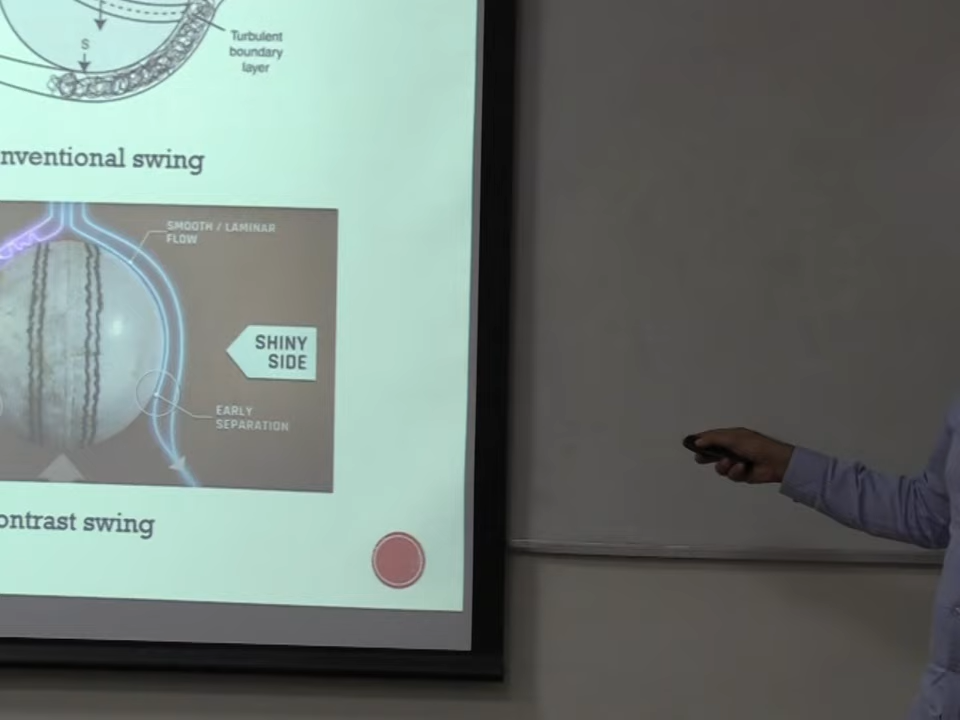 S
Turbulent
boundary
layer
nventional swing
SMOOTH / LAMINAR
FLOW
SHINY
SIDE
EARLY
SEPARATION
ontrast swing